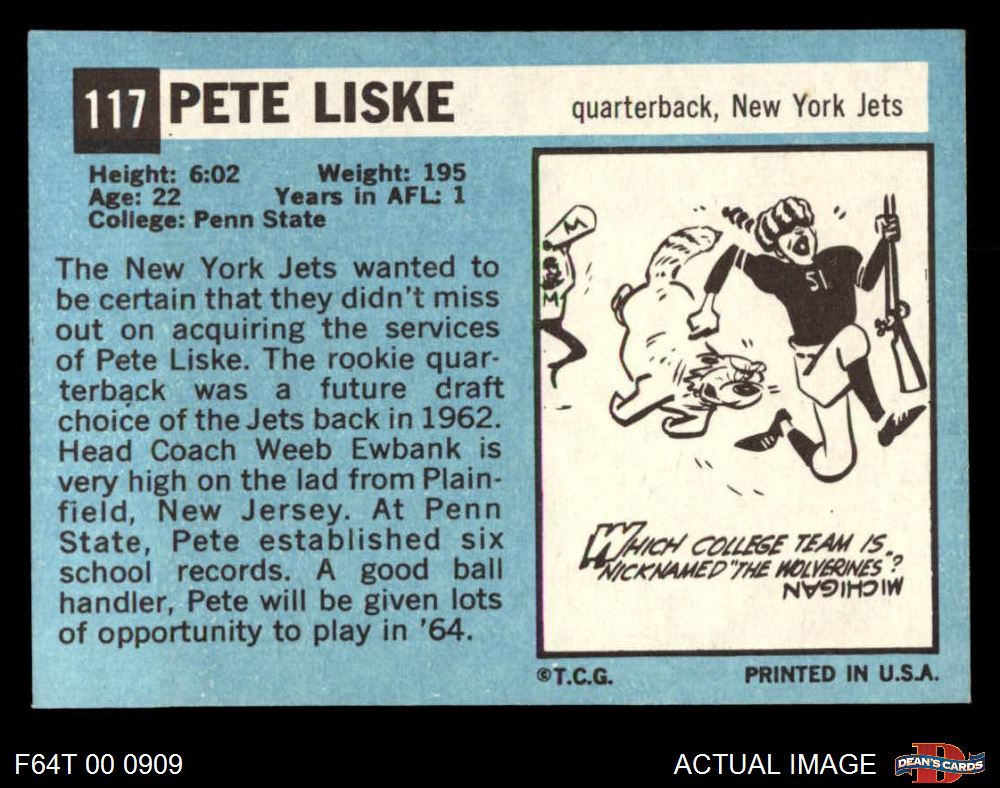 117 PETE LISKE quarterback, New York Jets
Height: 6:02 Weight: 195
Age: 22 Years in AFL: 1
College: Penn State
The New York Jets wanted to
be certain that they didn't miss
out on acquiring the services
of Pete Liske. The rookie quar-
terback was a future draft
choice of the Jets back in 1962.
Head Coach Weeb Ewbank is
very high on the lad from Plain-
field, New Jersey. At Penn
State, Pete established six
school records. A good ball
handler, Pete will be given lots
of opportunity to play in '64.
M
M
51
WHICH COLLEGE TEAM IS
NICKNAMED "THE WOLVERINES"?
MICHIGAN
©T.C.G. PRINTED IN U.S.A.
F64T 00 0909 ACTUAL IMAGE DEAN'S CARDS